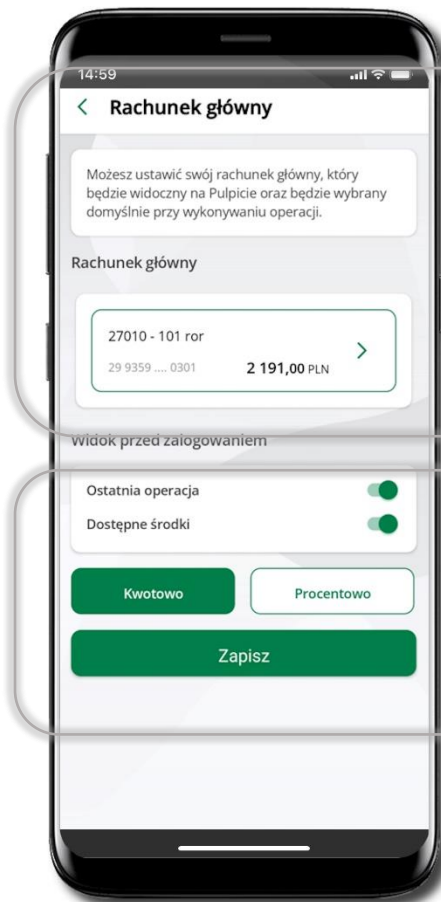 14:59
Rachunek główny
Możesz ustawić swój rachunek główny, który
będzie widoczny na Pulpicie oraz będzie wybrany
domyślnie przy wykonywaniu operacji.
Rachunek główny
27010 - 101 ror
29 9359 .... 0301 2 191,00 PLN
Widok przed zalogowaniem
Ostatnia operacja
Dostępne środki
Kwotowo Procentowo
Zapisz